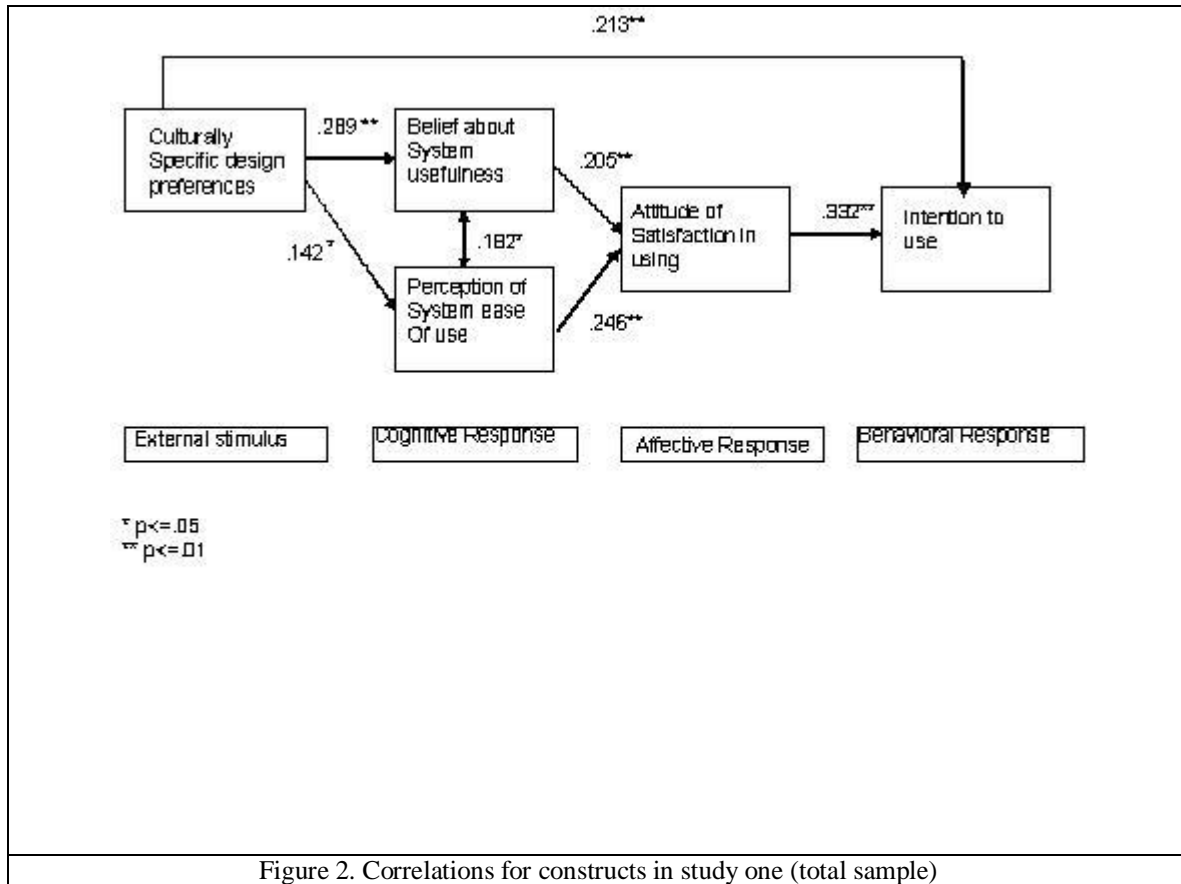 .213**
Culturally
Specific design
preferences
.289 **
Belief about
System
usefulness
.205**
Attitude of
Satisfaction in
using
.332**
Intention to
use
.142*
.182*
Perception of
System ease
Of use
.246**
External stimulus
Cognitive Response
Affective Response
Behavioral Response
* p<=.05
** p<=.01
Figure 2. Correlations for constructs in study one (total sample)